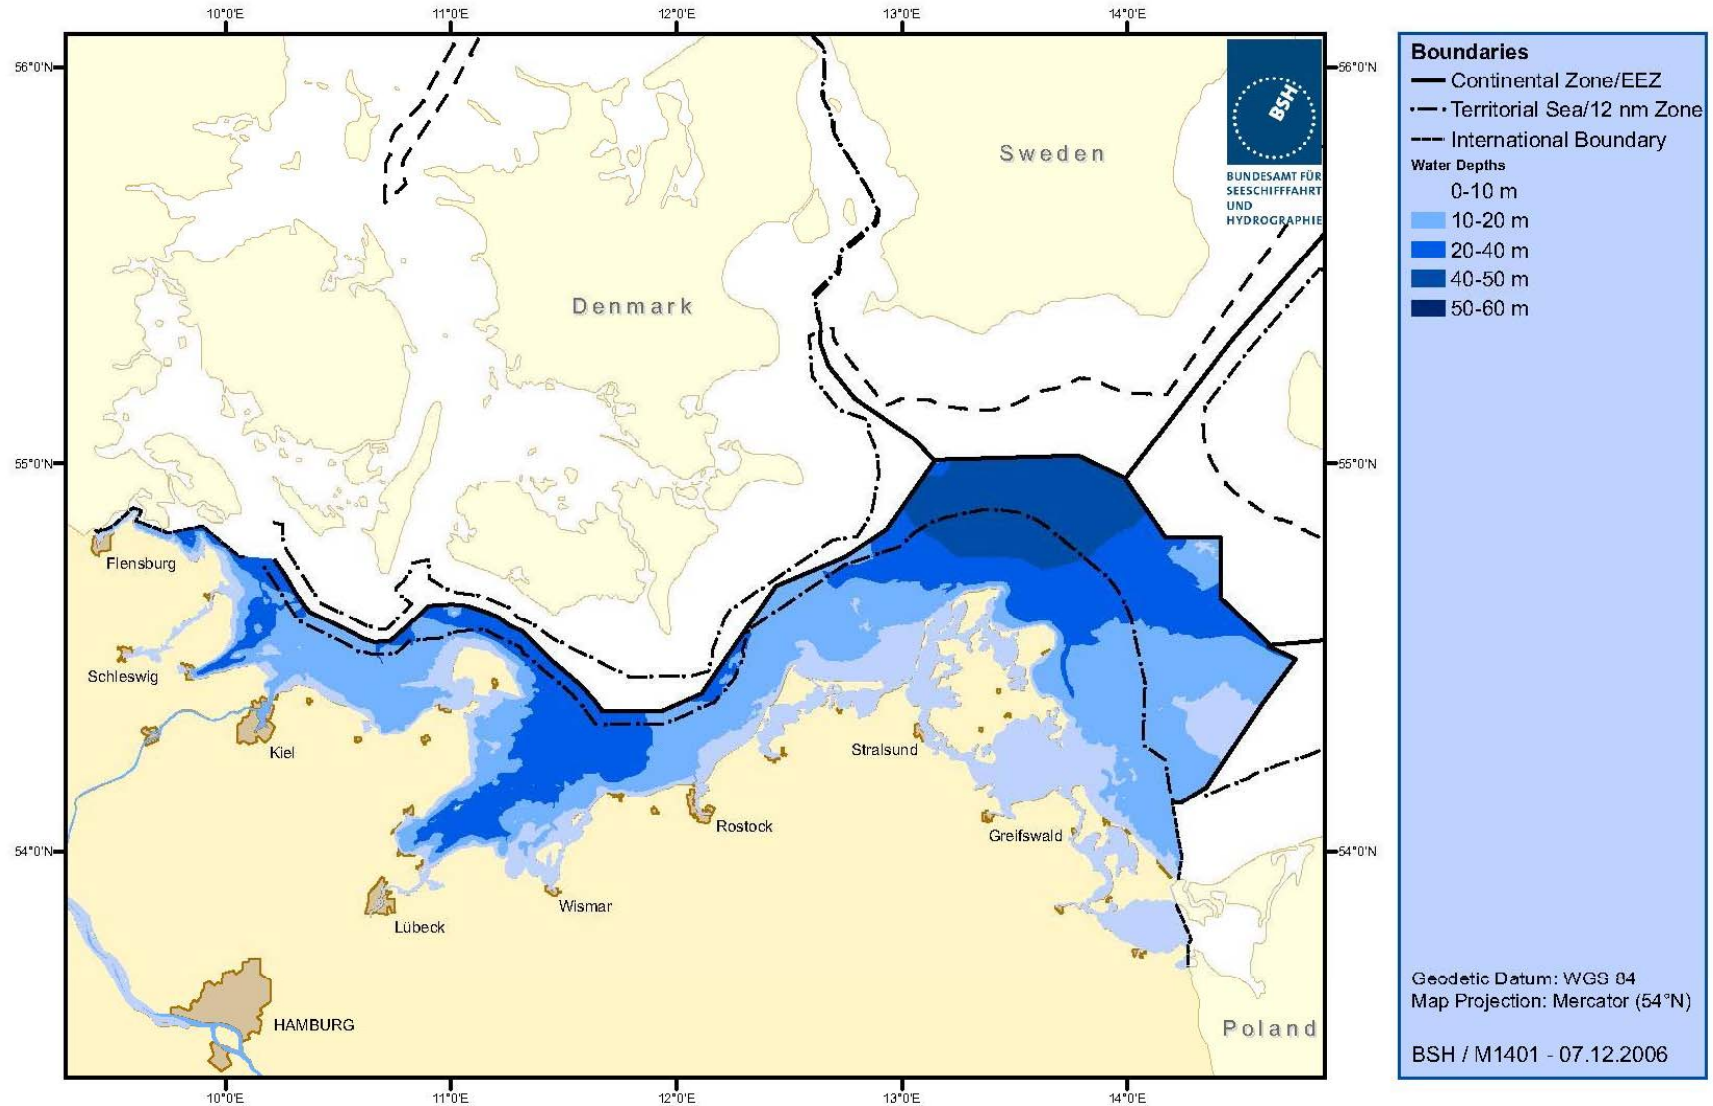 10°0'E 11°0'E 12°0'E 13°0'E 14°0'E
56°0'N 56°0'N
BSH
BUNDESAMT FÜR
SEESCHIFFFAHRT
UND
HYDROGRAPHIE
Sweden
Denmark
55°0'N 55°0'N
Flensburg
Schleswig
Kiel
Stralsund
Rostock
Greifswald
54°0'N 54°0'N
Wismar
Lübeck
HAMBURG
Poland
10°0'E 11°0'E 12°0'E 13°0'E 14°0'E
Boundaries
Continental Zone/EEZ
Territorial Sea/12 nm Zone
International Boundary
Water Depths
0-10 m
10-20 m
20-40 m
40-50 m
50-60 m
Geodetic Datum: WGS 84
Map Projection: Mercator (54°N)
BSH / M1401 - 07.12.2006